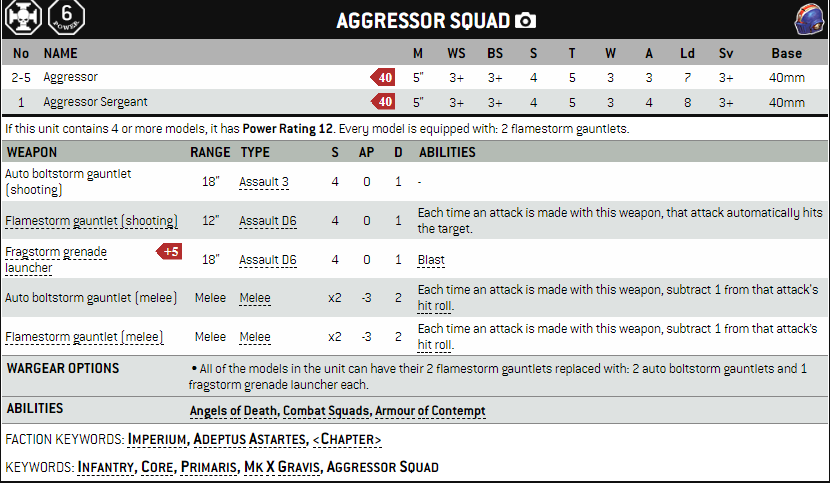 6
POWER
AGGRESSOR SQUAD
No NAME M WS BS S T W A Ld Sv Base
2-5 Aggressor 40 5" 3+ 3+ 4 5 3 3 7 3+ 40mm
1 Aggressor Sergeant 40 5" 3+ 3+ 4 5 3 4 8 3+ 40mm
If this unit contains 4 or more models, it has Power Rating 12. Every model is equipped with: 2 flamestorm gauntlets.
WEAPON RANGE TYPE S AP D ABILITIES
Auto boltstorm gauntlet
(shooting) 18" Assault 3 4 0 1 -
Flamestorm gauntlet (shooting) 12" Assault D6 4 0 1 Each time an attack is made with this weapon, that attack automatically hits
the target.
Fragstorm grenade
launcher +5 18" Assault D6 4 0 1 Blast
Auto boltstorm gauntlet (melee) Melee Melee x2 -3 2 Each time an attack is made with this weapon, subtract 1 from that attack's
hit roll.
Flamestorm gauntlet (melee) Melee Melee x2 -3 2 Each time an attack is made with this weapon, subtract 1 from that attack's
hit roll.
WARGEAR OPTIONS • All of the models in the unit can have their 2 flamestorm gauntlets replaced with: 2 auto boltstorm gauntlets and 1
fragstorm grenade launcher each.
ABILITIES Angels of Death, Combat Squads, Armour of Contempt
FACTION KEYWORDS: IMPERIUM, ADEPTUS ASTARTES, <CHAPTER>
KEYWORDS: INFANTRY, CORE, PRIMARIS, MK X GRAVIS, AGGRESSOR SQUAD